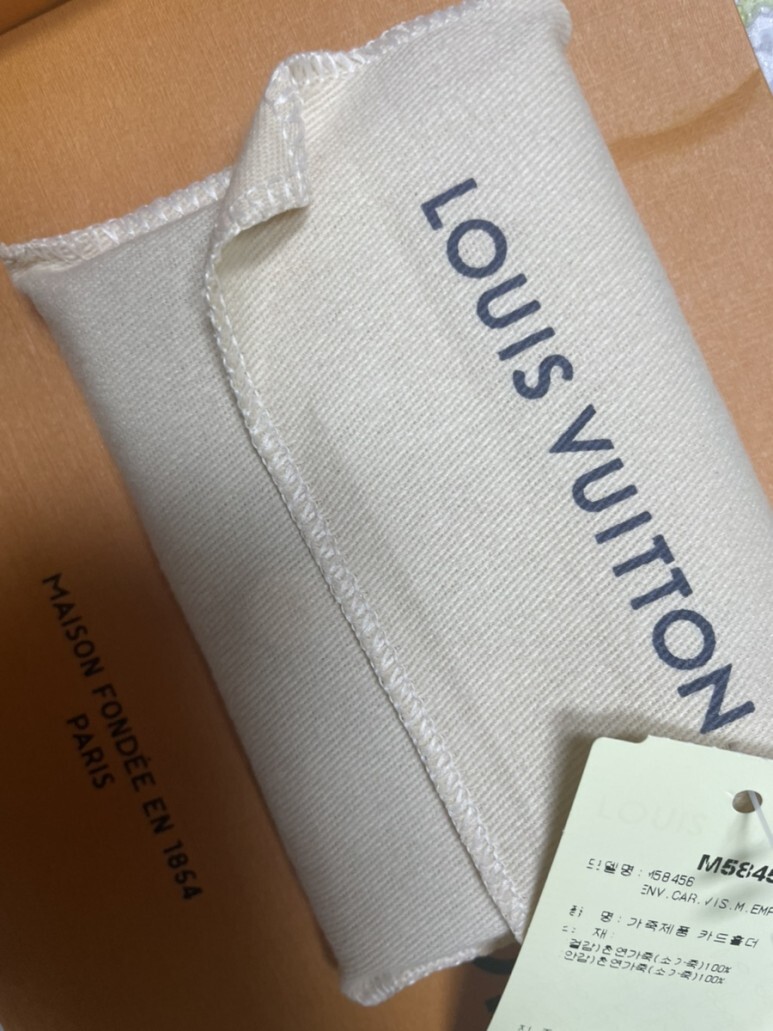 LOUIS VUITTON
MAISON FONDÉE EN 1854
PARIS
LOUIS
M5845
모델명: M58456
ENV.CAR.VIS.M.EMP
명: 가죽제품 카드홀더
재:
겉감)천연가죽(소가죽)100%
안감)천연가죽(소가죽)100%